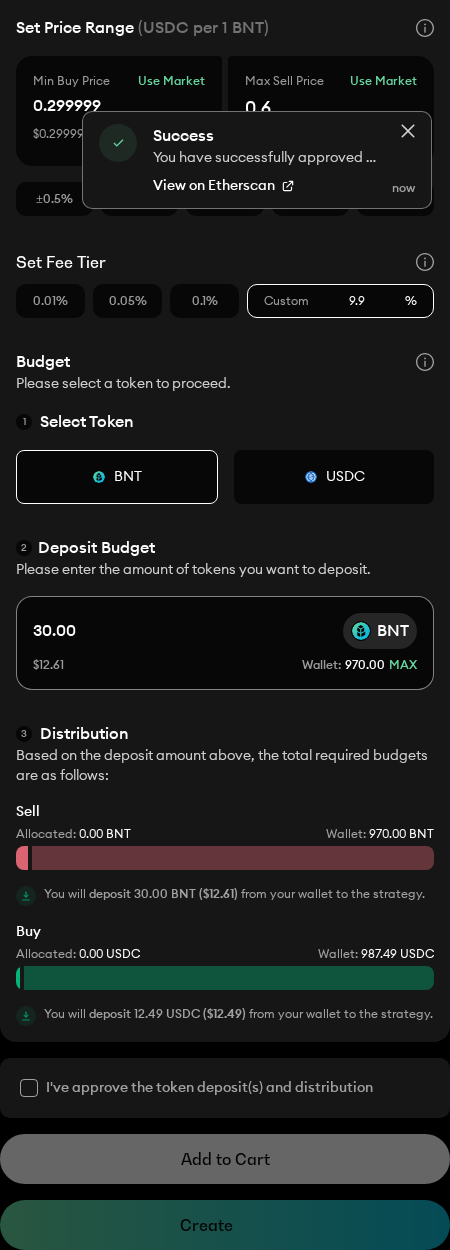 Set Price Range (USDC per 1 BNT)
Min Buy Price Use Market
Max Sell Price Use Market
0.299999
0.6
$0.29999
Success
You have successfully approved ...
View on Etherscan
now
±0.5%
Set Fee Tier
0.01% 0.05% 0.1% Custom 9.9 %
Budget
Please select a token to proceed.
1 Select Token
BNT USDC
2 Deposit Budget
Please enter the amount of tokens you want to deposit.
30.00 BNT
$12.61 Wallet: 970.00 MAX
3 Distribution
Based on the deposit amount above, the total required budgets
are as follows:
Sell
Allocated: 0.00 BNT Wallet: 970.00 BNT
You will deposit 30.00 BNT ($12.61) from your wallet to the strategy.
Buy
Allocated: 0.00 USDC Wallet: 987.49 USDC
You will deposit 12.49 USDC ($12.49) from your wallet to the strategy.
I've approve the token deposit(s) and distribution
Add to Cart
Create